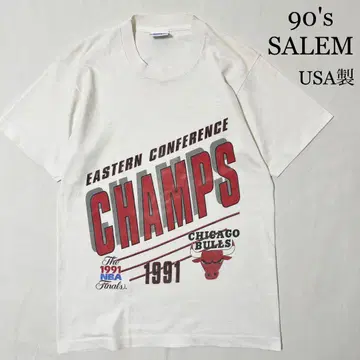 90's
SALEM
USA製
EASTERN CONFERENCE
CHAMPS
The
1991
NBA
Finals.
1991
CHICAGO
BULLS